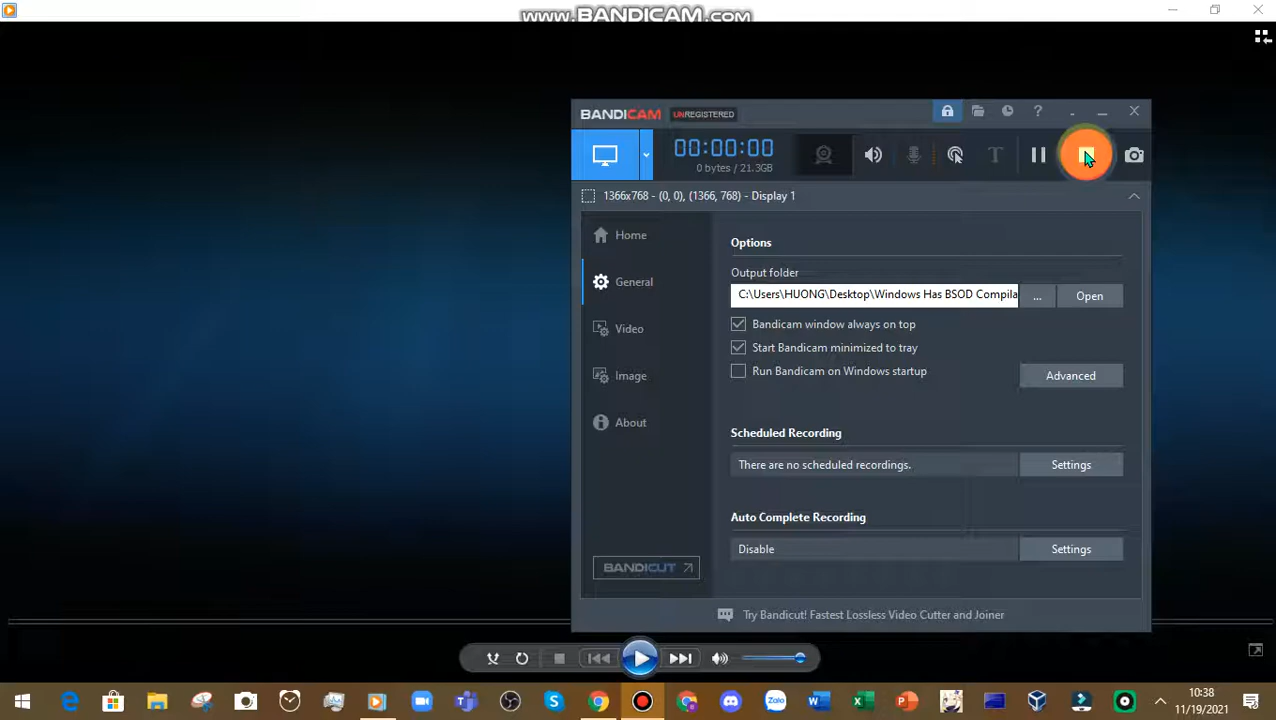 www.BANDICAM.com
BANDICAM UNREGISTERED
00:00:00
0 bytes / 21.3GB
1366x768 - (0, 0), (1366, 768) - Display 1
Home
General
Video
Image
About
BANDICUT
Options
Output folder
C:\Users\HUONG\Desktop\Windows Has BSOD Compila
...
Open
Bandicam window always on top
Start Bandicam minimized to tray
Run Bandicam on Windows startup
Advanced
Scheduled Recording
There are no scheduled recordings.
Settings
Auto Complete Recording
Disable
Settings
Try Bandicut! Fastest Lossless Video Cutter and Joiner
Zalo
10:38
11/19/2021